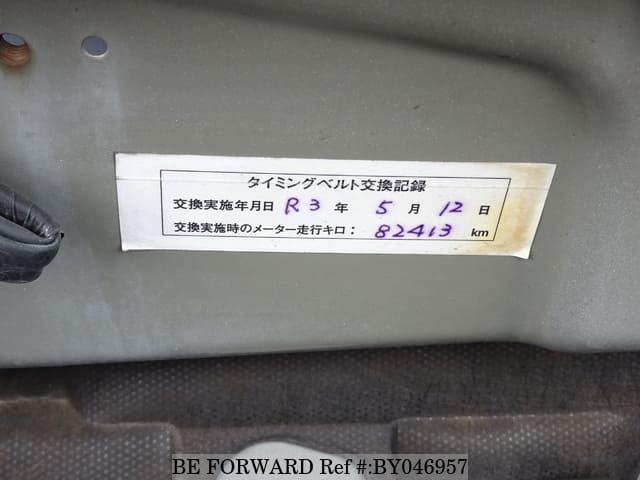 タイミングベルト交換記録
交換実施年月日 R3 年 5 月 12 日
交換実施時のメーター走行キロ： 82413 km
BE FORWARD Ref #:BY046957